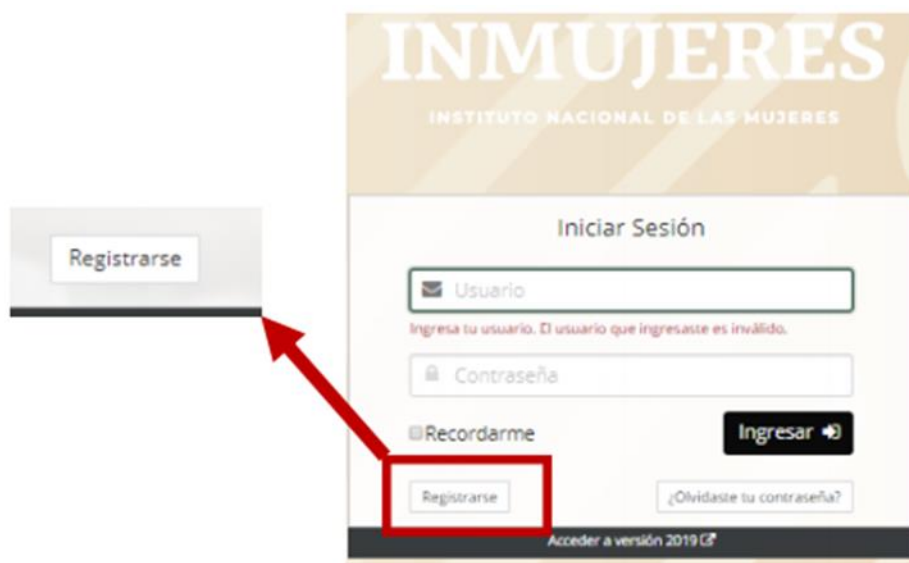 INMUJERES
INSTITUTO NACIONAL DE LAS MUJERES
Iniciar Sesión
Usuario
Ingresa tu usuario. El usuario que ingresaste es inválido.
Contraseña
Recordarme
Ingresar
Registrarse
¿Olvidaste tu contraseña?
Acceder a versión 2019
Registrarse